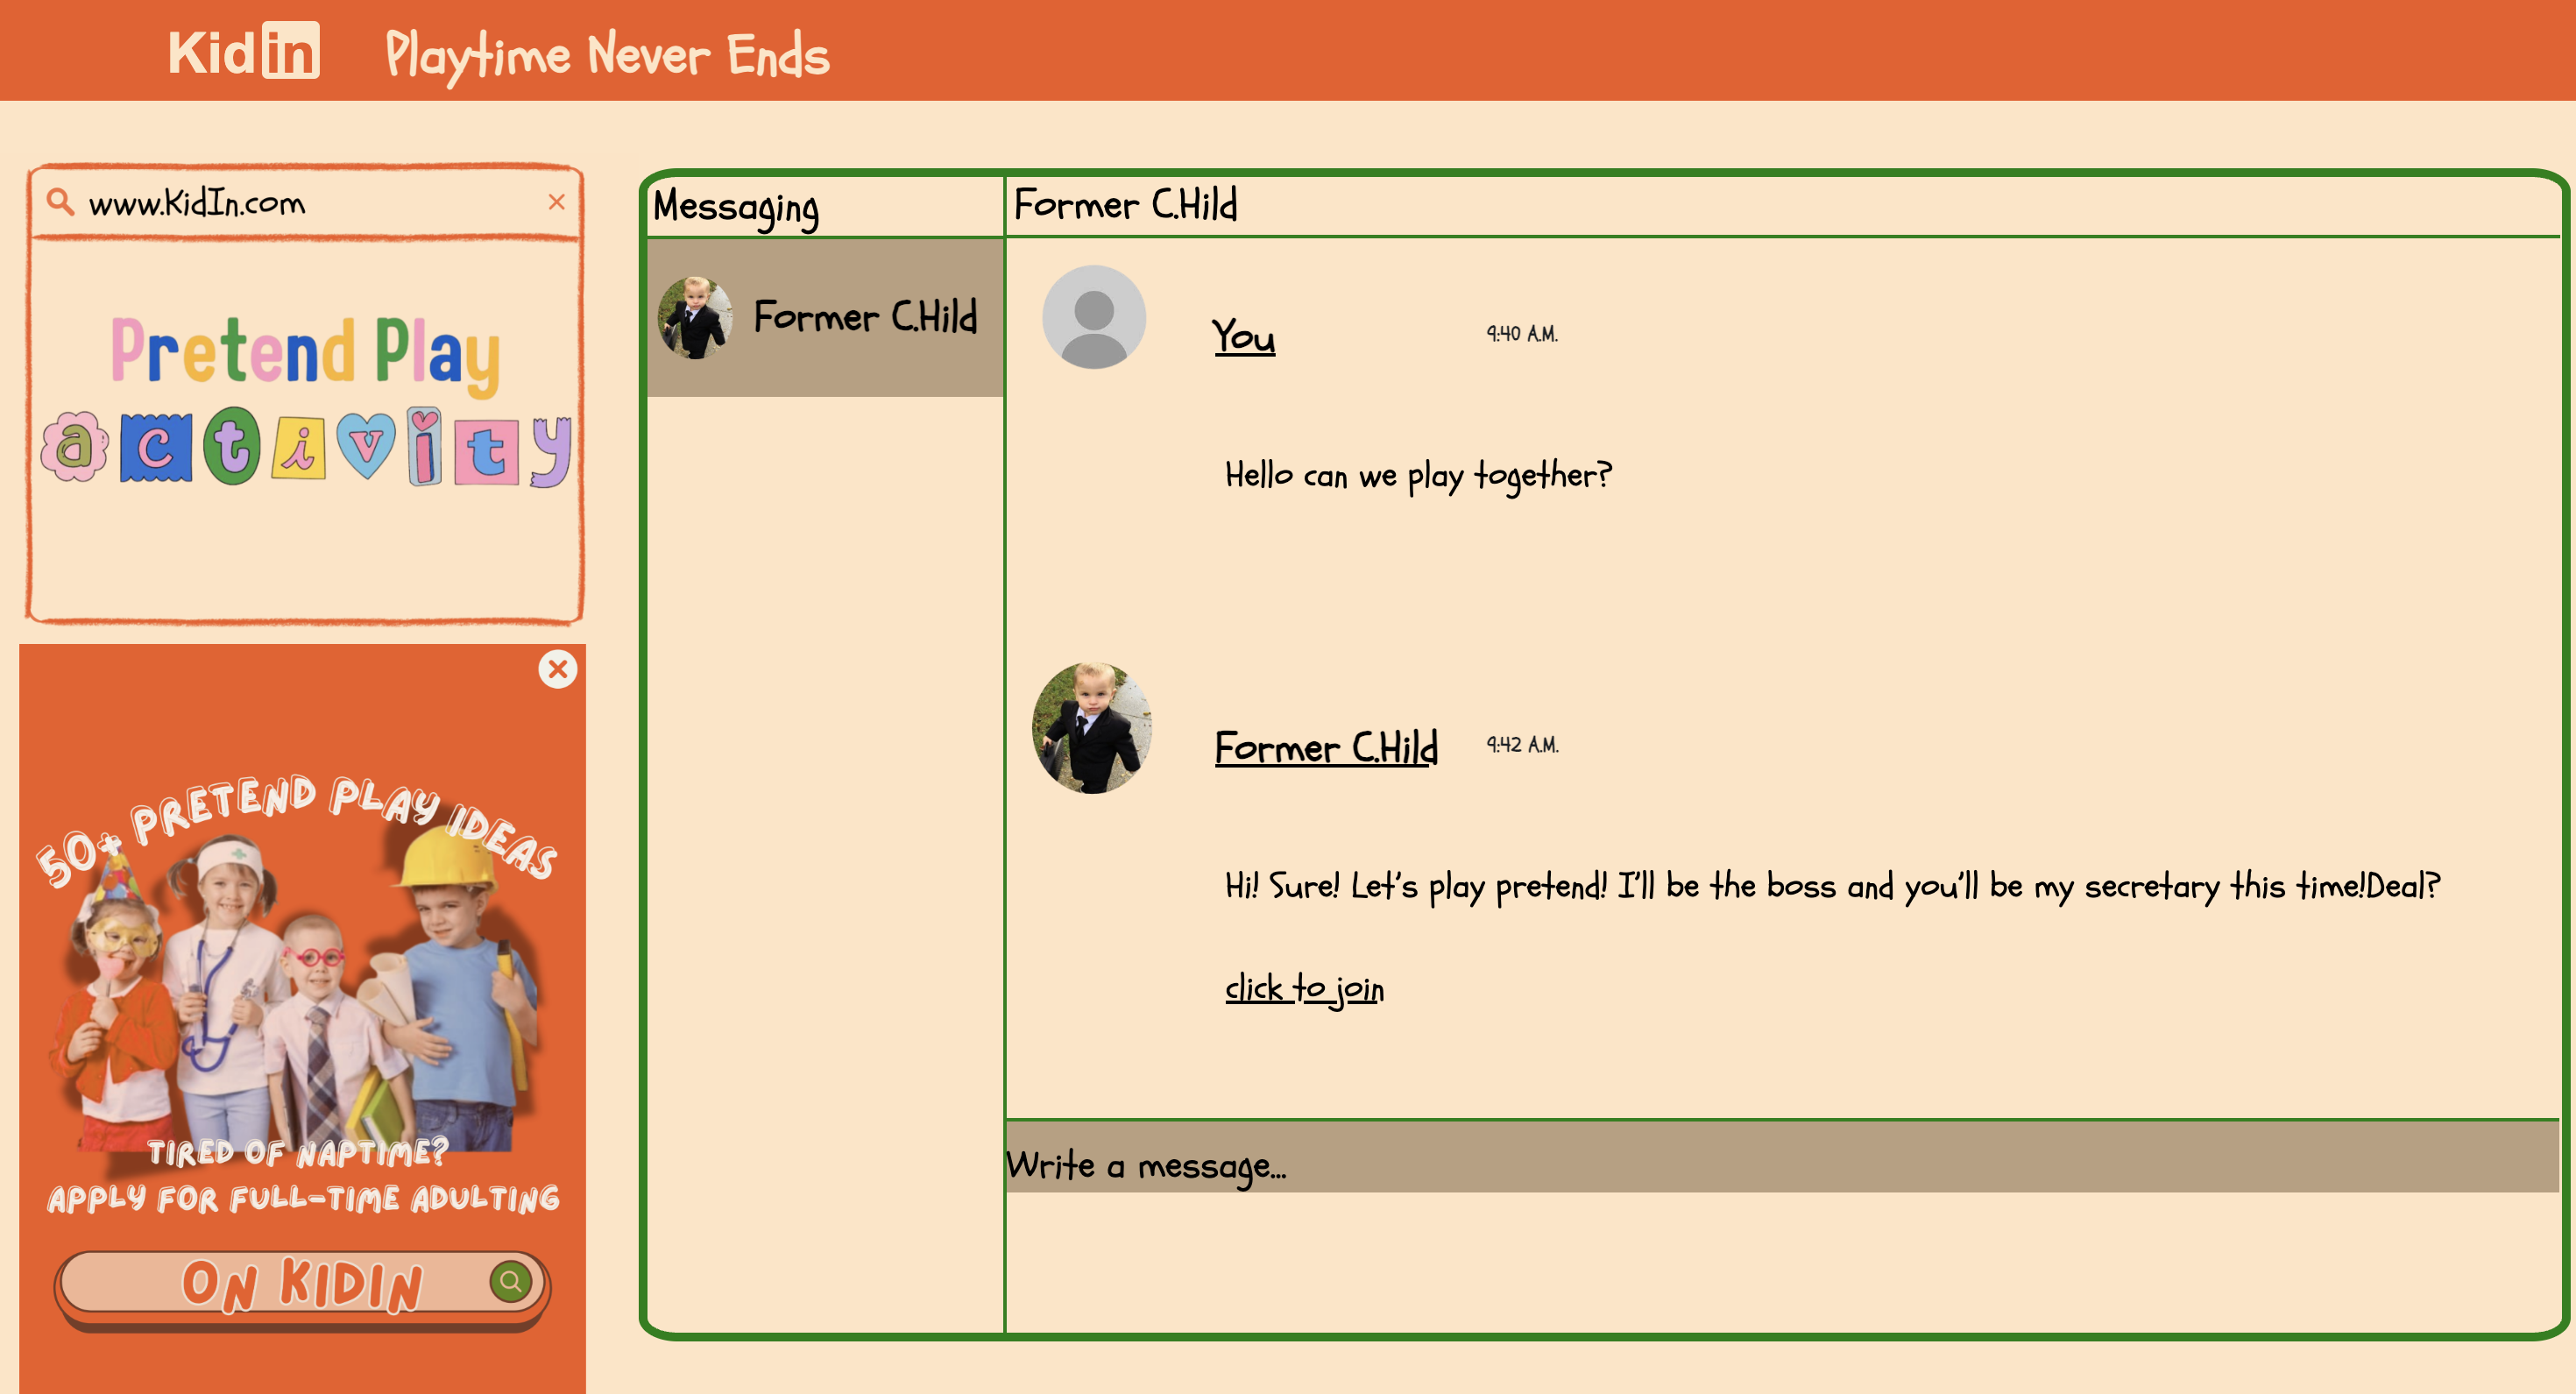 Kidin
Playtime Never Ends
www.KidIn.com
Pretend Play
activity
50+ PRETEND PLAY IDEAS
TIRED OF NAPTIME?
APPLY FOR FULL-TIME ADULTING
ON KIDIN
Messaging
Former C.Hild
Former C.Hild
You 9:40 A.M.
Hello can we play together?
Former C.Hild 9:42 A.M.
Hi! Sure! Let's play pretend! I'll be the boss and you'll be my secretary this time!Deal?
click to join
Write a message...